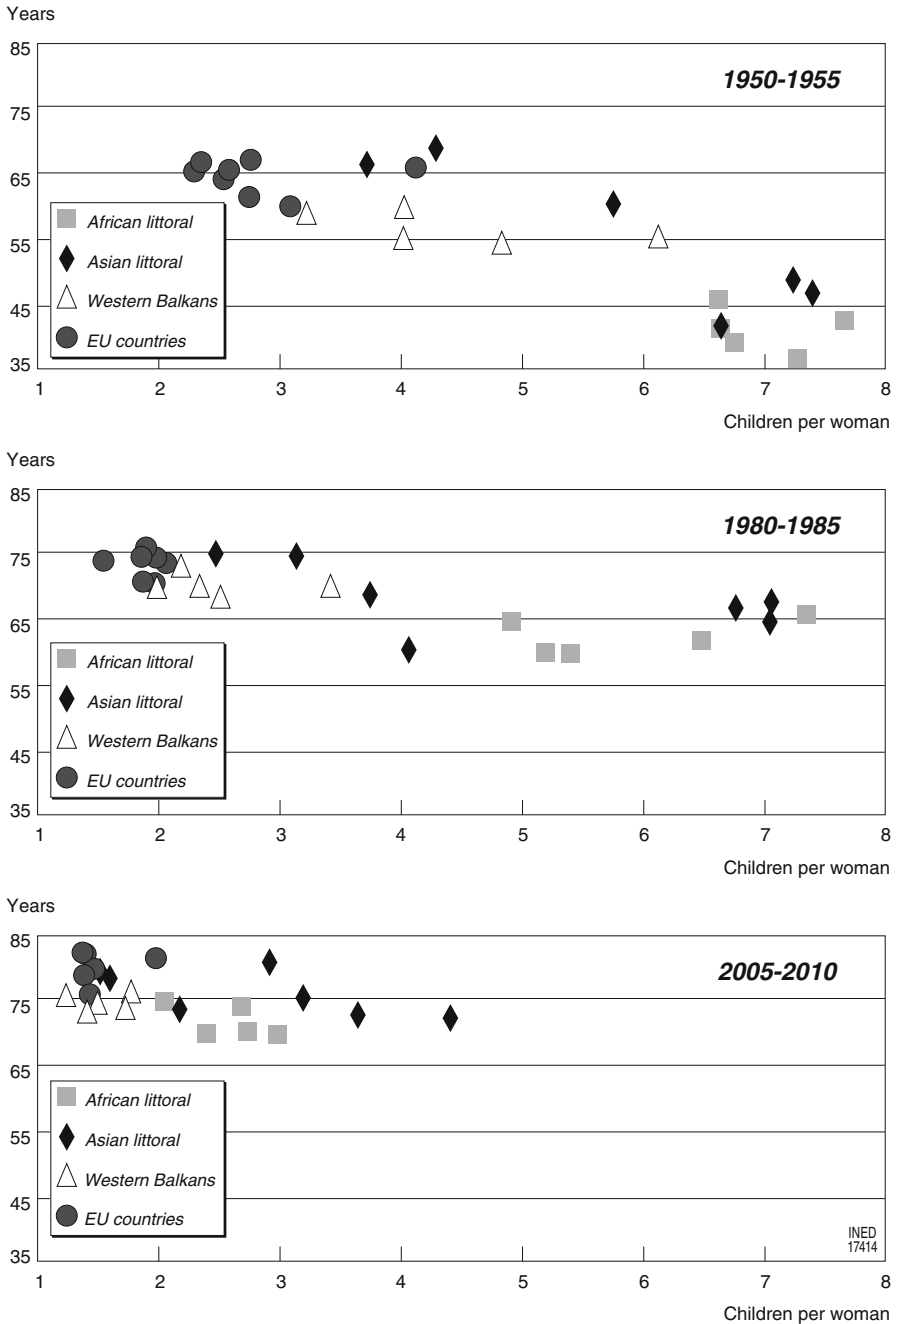 Years
85
1950-1955
75
65
African littoral
55
Asian littoral
Western Balkans
45
EU countries
35
1 2 3 4 5 6 7 8
Children per woman
Years
85
1980-1985
75
65
African littoral
Asian littoral
55
Western Balkans
45
EU countries
35
1 2 3 4 5 6 7 8
Children per woman
Years
85
2005-2010
75
65
African littoral
55
Asian littoral
Western Balkans
45
EU countries
INED
17414
35
1 2 3 4 5 6 7 8
Children per woman